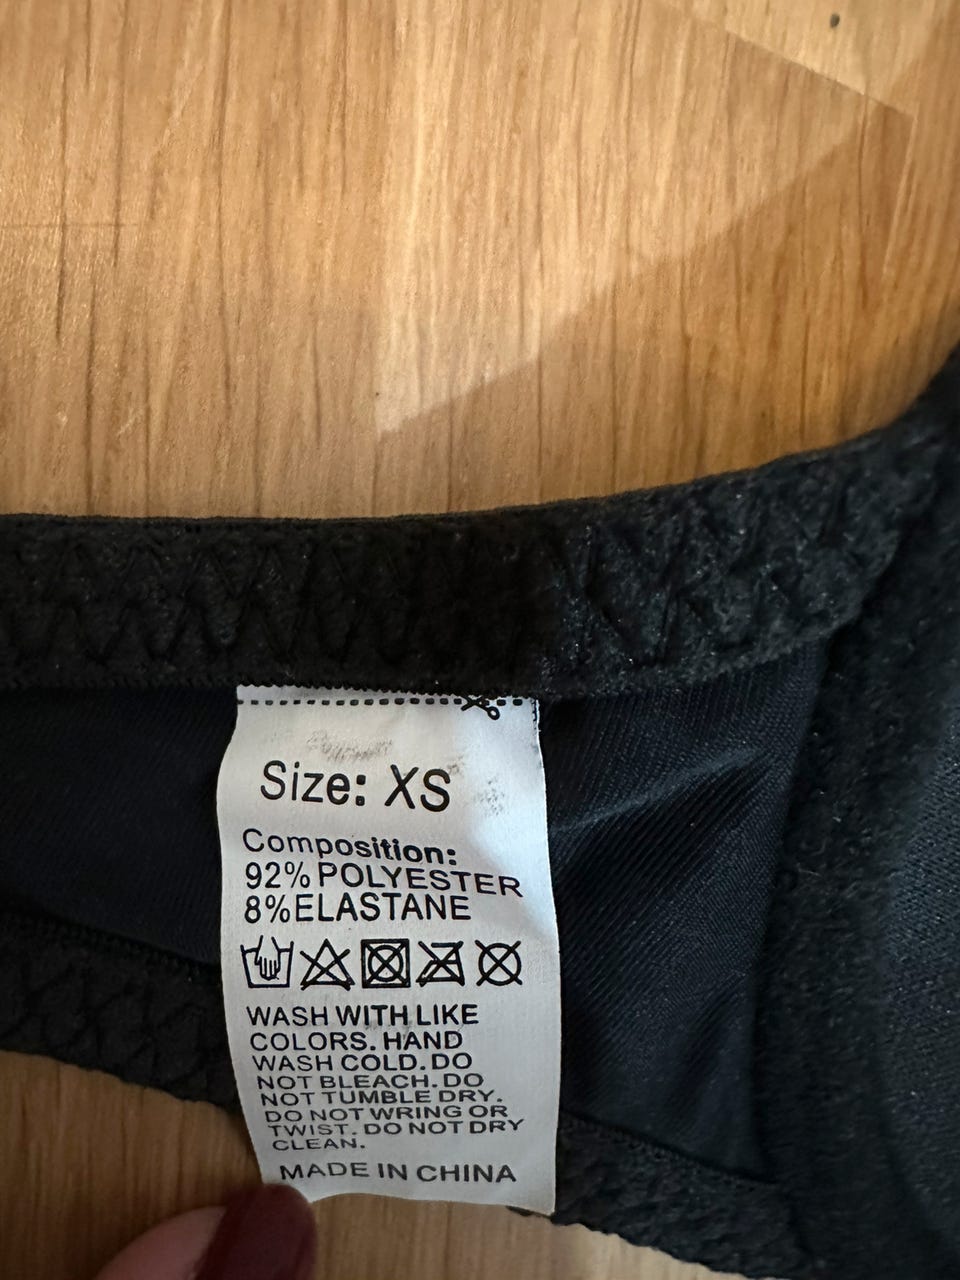 Size: XS
Composition:
92% POLYESTER
8%ELASTANE
WASH WITH LIKE
COLORS. HAND
WASH COLD. DO
NOT BLEACH. DO
NOT TUMBLE DRY.
DO NOT WRING OR
TWIST. DO NOT DRY
CLEAN.
MADE IN CHINA